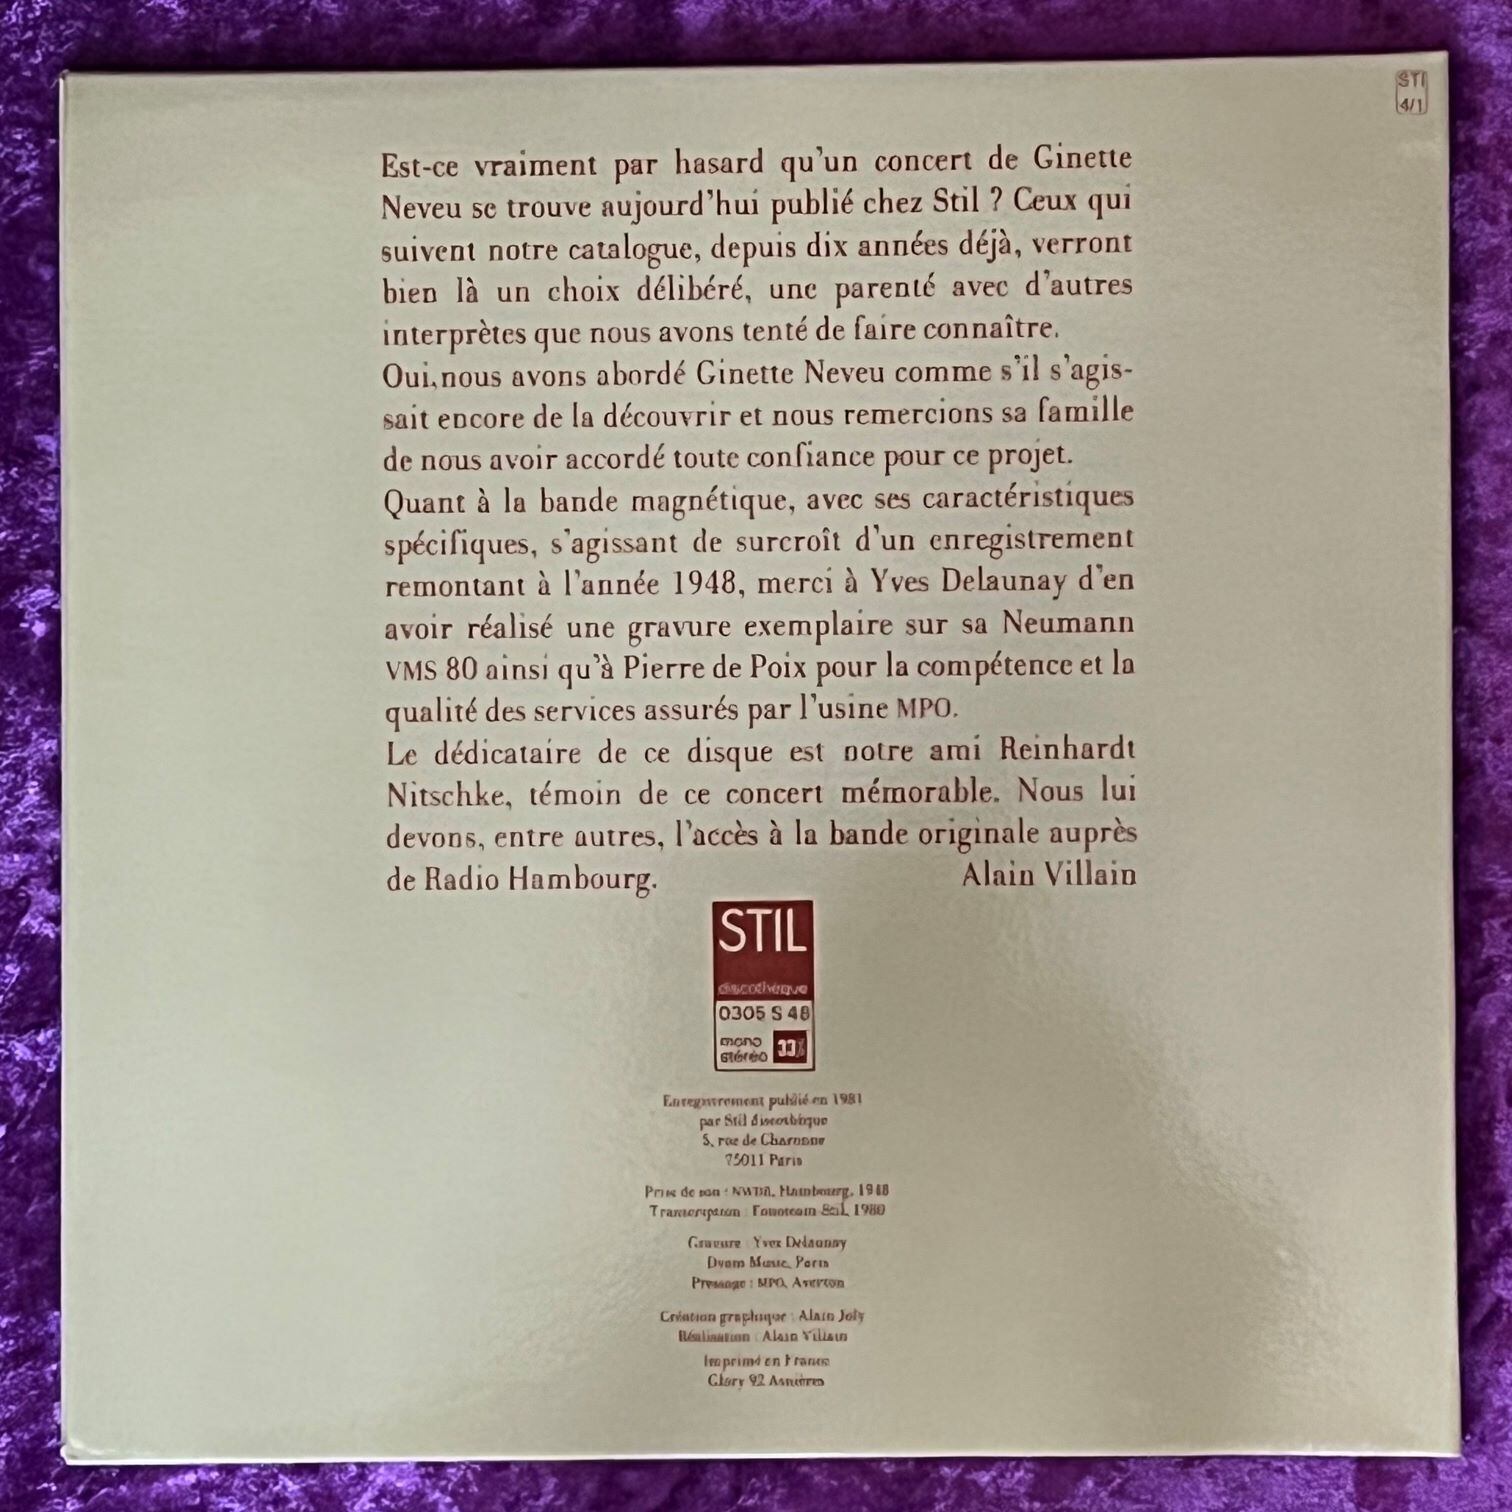 STI
4/1
Est-ce vraiment par hasard qu'un concert de Ginette
Neveu se trouve aujourd'hui publié chez Stil ? Ceux qui
suivent notre catalogue, depuis dix années déjà, verront
bien là un choix délibéré, une parenté avec d'autres
interprètes que nous avons tenté de faire connaître.
Oui, nous avons abordé Ginette Neveu comme s'il s'agis-
sait encore de la découvrir et nous remercions sa famille
de nous avoir accordé toute confiance pour ce projet.
Quant à la bande magnétique, avec ses caractéristiques
spécifiques, s'agissant de surcroît d'un enregistrement
remontant à l'année 1948, merci à Yves Delaunay d'en
avoir réalisé une gravure exemplaire sur sa Neumann
VMS 80 ainsi qu'à Pierre de Poix pour la compétence et la
qualité des services assurés par l'usine MPO.
Le dédicataire de ce disque est notre ami Reinhardt
Nitschke, témoin de ce concert mémorable. Nous lui
devons, entre autres, l'accès à la bande originale auprès
de Radio Hambourg. Alain Villain
STIL
discothèque
0305 S 48
mono
stéréo 33
Enregistrement publié en 1981
par Stil discothèque
5, rue de Charonne
75011 Paris
Prise de son : NWDR, Hambourg, 1948
Transcription : Stil, 1980
Gravure : Yves Delaunay
Dyam Music, Paris
Pressage : MPO, Averton
Création graphique : Alain Joly
Réalisation : Alain Villain
Imprimé en France
Glory 92 Asnières